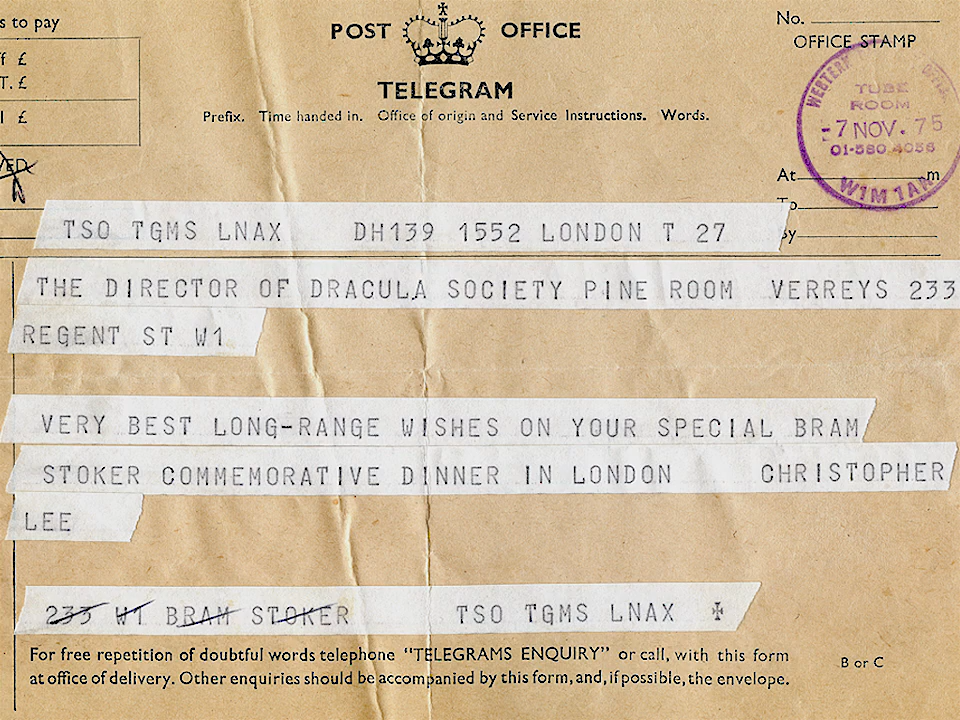 s to pay
POST OFFICE
No.
OFFICE STAMP
£
T. £
£
TELEGRAM
Prefix. Time handed in. Office of origin and Service Instructions. Words.
WESTERN
TUBE
ROOM
-7 NOV. 75
01-580 4056
W1M 1AA
At m
To
By
TSO TGMS LNAX DH139 1552 LONDON T 27
THE DIRECTOR OF DRACULA SOCIETY PINE ROOM VERREYS 233
REGENT ST W1
VERY BEST LONG-RANGE WISHES ON YOUR SPECIAL BRAM
STOKER COMMEMORATIVE DINNER IN LONDON CHRISTOPHER
LEE
233 W1 BRAM STOKER TSO TGMS LNAX ✠
For free repetition of doubtful words telephone "TELEGRAMS ENQUIRY" or call, with this form
at office of delivery. Other enquiries should be accompanied by this form, and, if possible, the envelope.
B or C